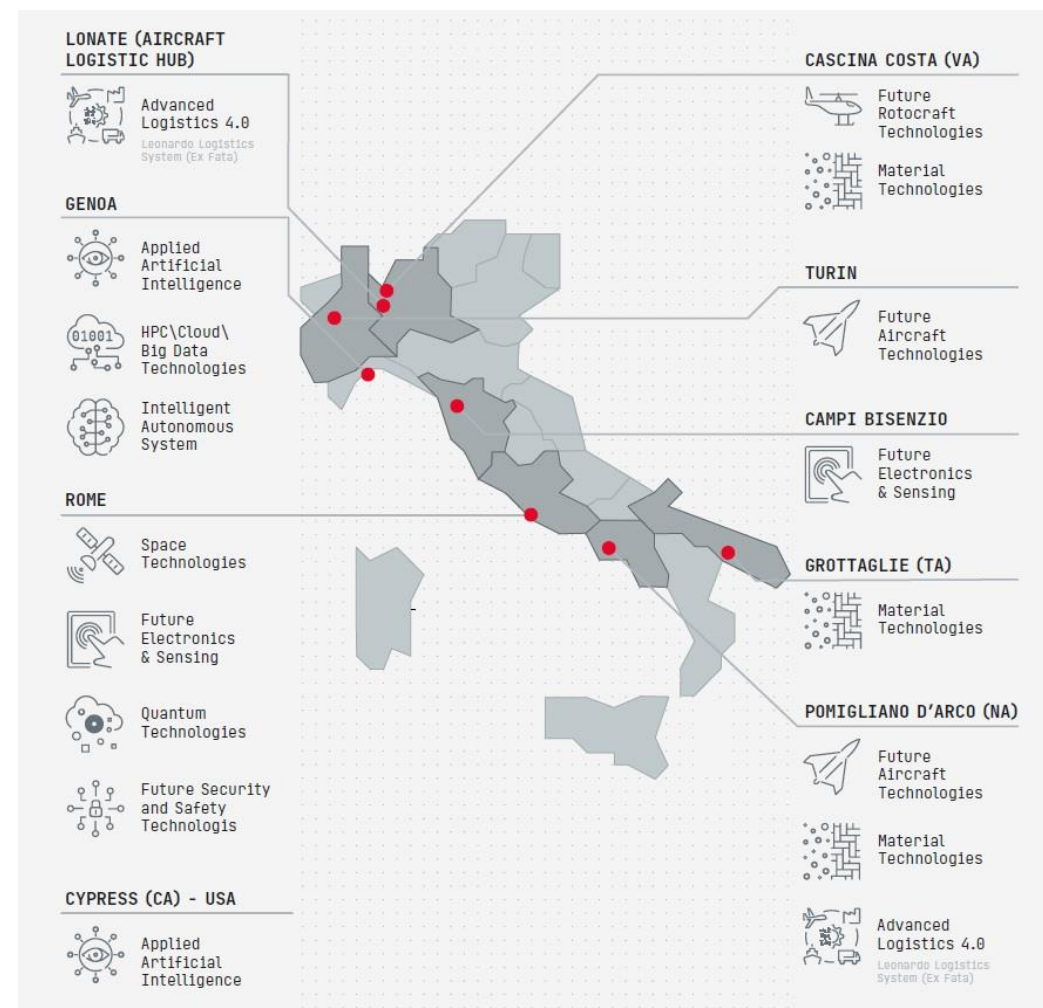 LONATE (AIRCRAFT
LOGISTIC HUB)
Advanced
Logistics 4.0
Leonardo Logistics
System (Ex Fata)
GENOA
Applied
Artificial
Intelligence
01001
HPC\Cloud\
Big Data
Technologies
Intelligent
Autonomous
System
ROME
Space
Technologies
Future
Electronics
& Sensing
Quantum
Technologies
Future Security
and Safety
Technologis
CYPRESS (CA) - USA
Applied
Artificial
Intelligence
CASCINA COSTA (VA)
Future
Rotocraft
Technologies
Material
Technologies
TURIN
Future
Aircraft
Technologies
CAMPI BISENZIO
Future
Electronics
& Sensing
GROTTAGLIE (TA)
Material
Technologies
POMIGLIANO D'ARCO (NA)
Future
Aircraft
Technologies
Material
Technologies
Advanced
Logistics 4.0
Leonardo Logistics
System (Ex Fata)